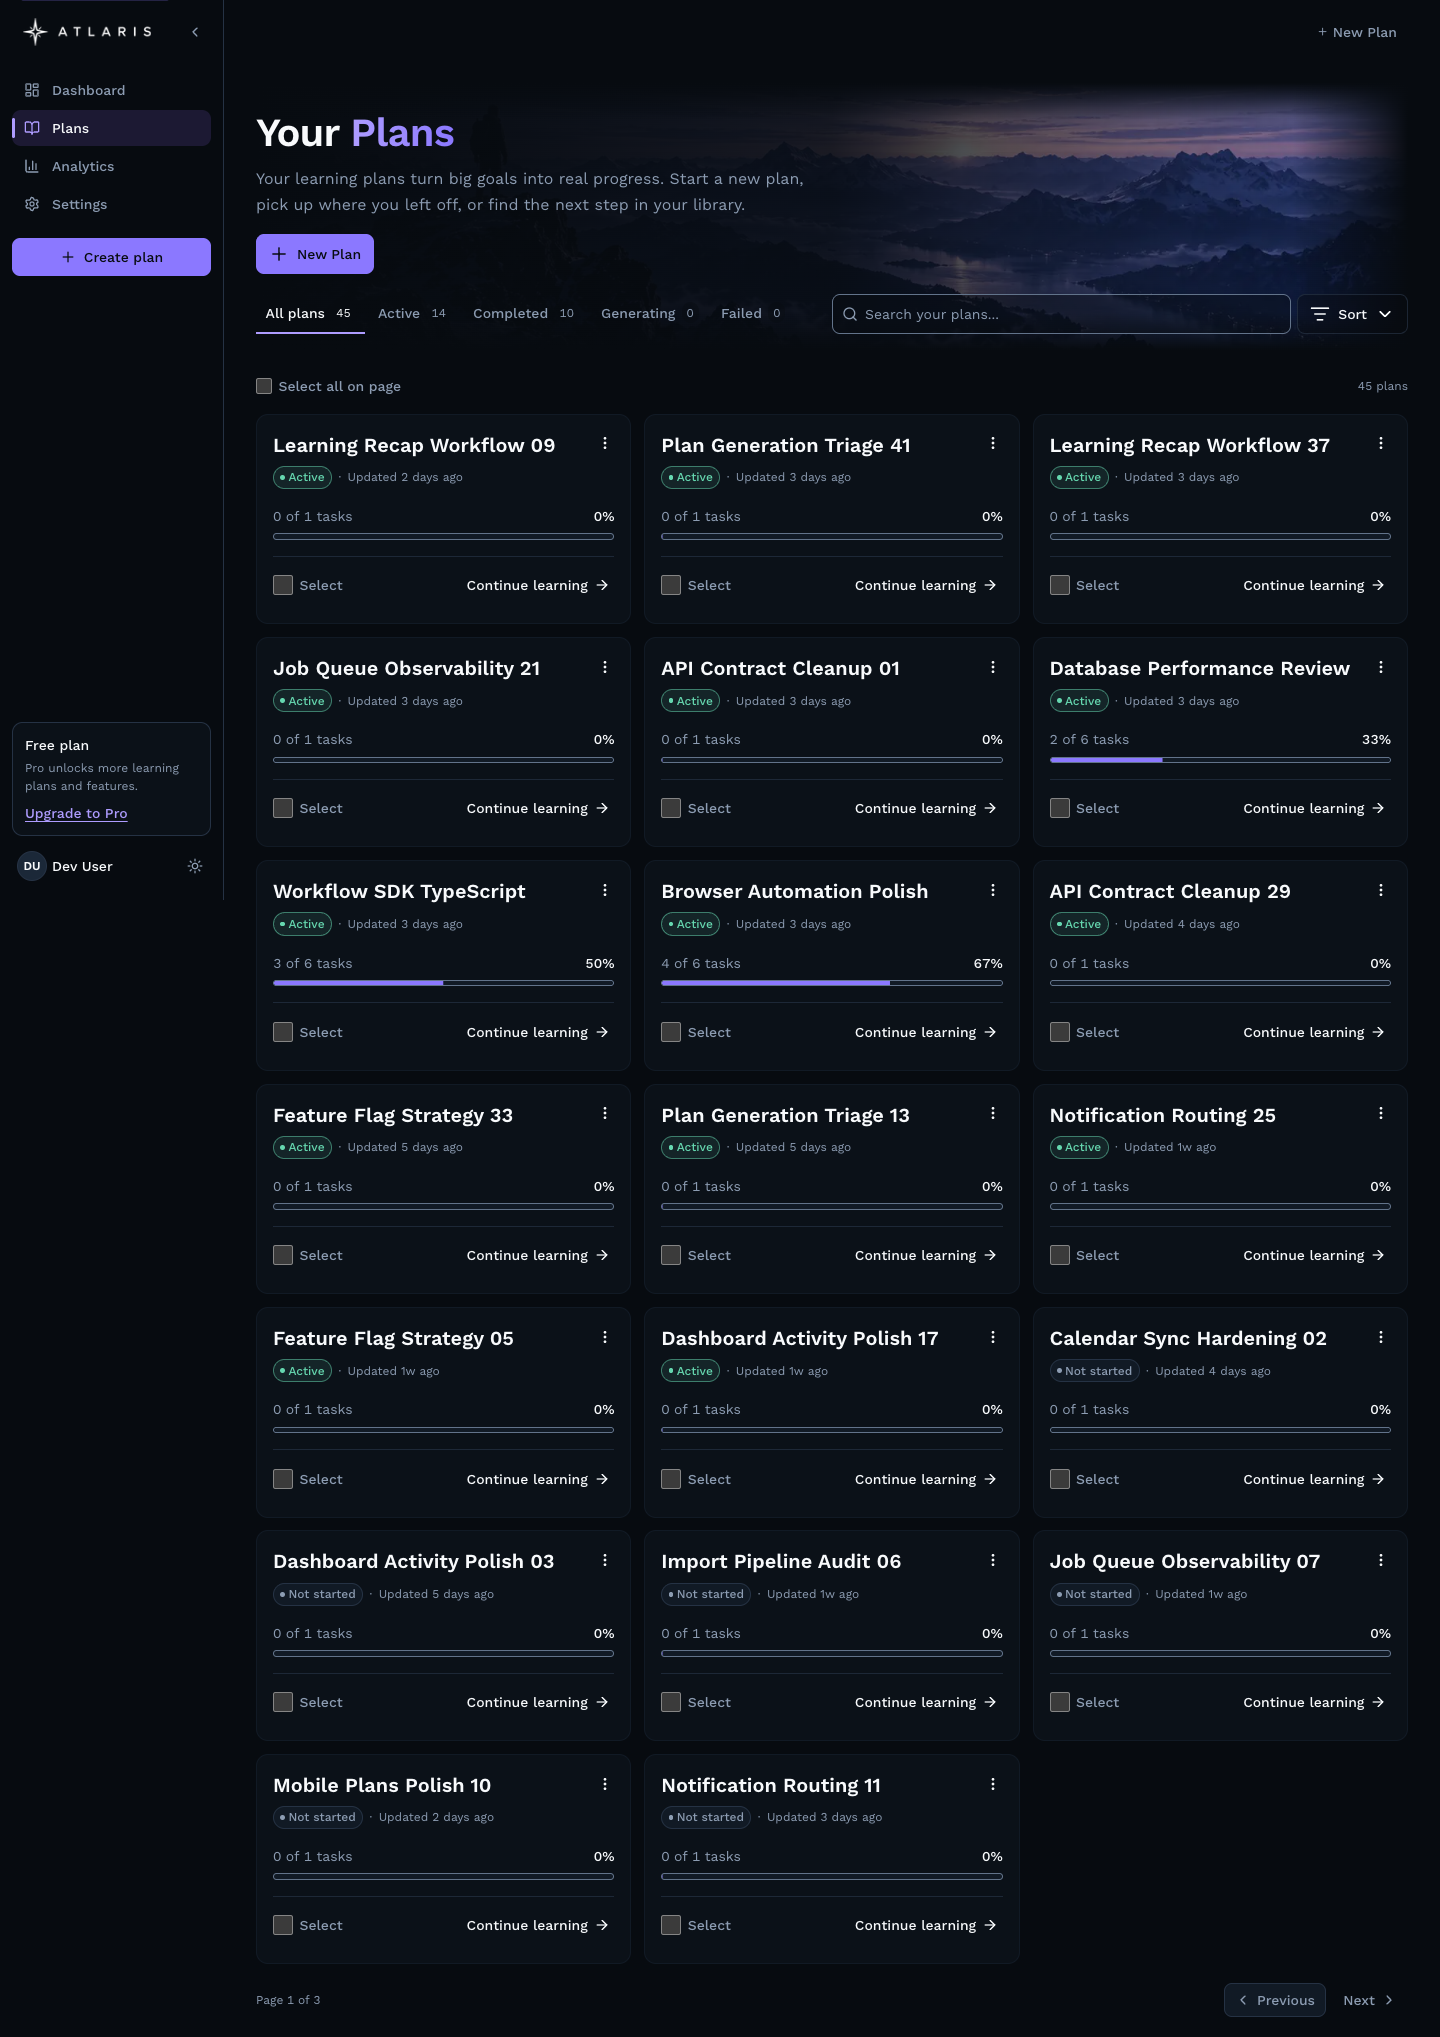 ATLARIS
+ New Plan
Dashboard
Plans
Analytics
Settings
+ Create plan
Your Plans
Your learning plans turn big goals into real progress. Start a new plan,
pick up where you left off, or find the next step in your library.
+ New Plan
All plans 45 Active 14 Completed 10 Generating 0 Failed 0
Search your plans...
Sort
Select all on page
45 plans
Learning Recap Workflow 09
Active · Updated 2 days ago
0 of 1 tasks 0%
Select Continue learning →
Plan Generation Triage 41
Active · Updated 3 days ago
0 of 1 tasks 0%
Select Continue learning →
Learning Recap Workflow 37
Active · Updated 3 days ago
0 of 1 tasks 0%
Select Continue learning →
Job Queue Observability 21
Active · Updated 3 days ago
0 of 1 tasks 0%
Select Continue learning →
API Contract Cleanup 01
Active · Updated 3 days ago
0 of 1 tasks 0%
Select Continue learning →
Database Performance Review
Active · Updated 3 days ago
2 of 6 tasks 33%
Select Continue learning →
Workflow SDK TypeScript
Active · Updated 3 days ago
3 of 6 tasks 50%
Select Continue learning →
Browser Automation Polish
Active · Updated 3 days ago
4 of 6 tasks 67%
Select Continue learning →
API Contract Cleanup 29
Active · Updated 4 days ago
0 of 1 tasks 0%
Select Continue learning →
Feature Flag Strategy 33
Active · Updated 5 days ago
0 of 1 tasks 0%
Select Continue learning →
Plan Generation Triage 13
Active · Updated 5 days ago
0 of 1 tasks 0%
Select Continue learning →
Notification Routing 25
Active · Updated 1w ago
0 of 1 tasks 0%
Select Continue learning →
Feature Flag Strategy 05
Active · Updated 1w ago
0 of 1 tasks 0%
Select Continue learning →
Dashboard Activity Polish 17
Active · Updated 1w ago
0 of 1 tasks 0%
Select Continue learning →
Calendar Sync Hardening 02
Not started · Updated 4 days ago
0 of 1 tasks 0%
Select Continue learning →
Dashboard Activity Polish 03
Not started · Updated 5 days ago
0 of 1 tasks 0%
Select Continue learning →
Import Pipeline Audit 06
Not started · Updated 1w ago
0 of 1 tasks 0%
Select Continue learning →
Job Queue Observability 07
Not started · Updated 1w ago
0 of 1 tasks 0%
Select Continue learning →
Mobile Plans Polish 10
Not started · Updated 2 days ago
0 of 1 tasks 0%
Select Continue learning →
Notification Routing 11
Not started · Updated 3 days ago
0 of 1 tasks 0%
Select Continue learning →
Free plan
Pro unlocks more learning
plans and features.
Upgrade to Pro
DU Dev User
Page 1 of 3
Previous Next